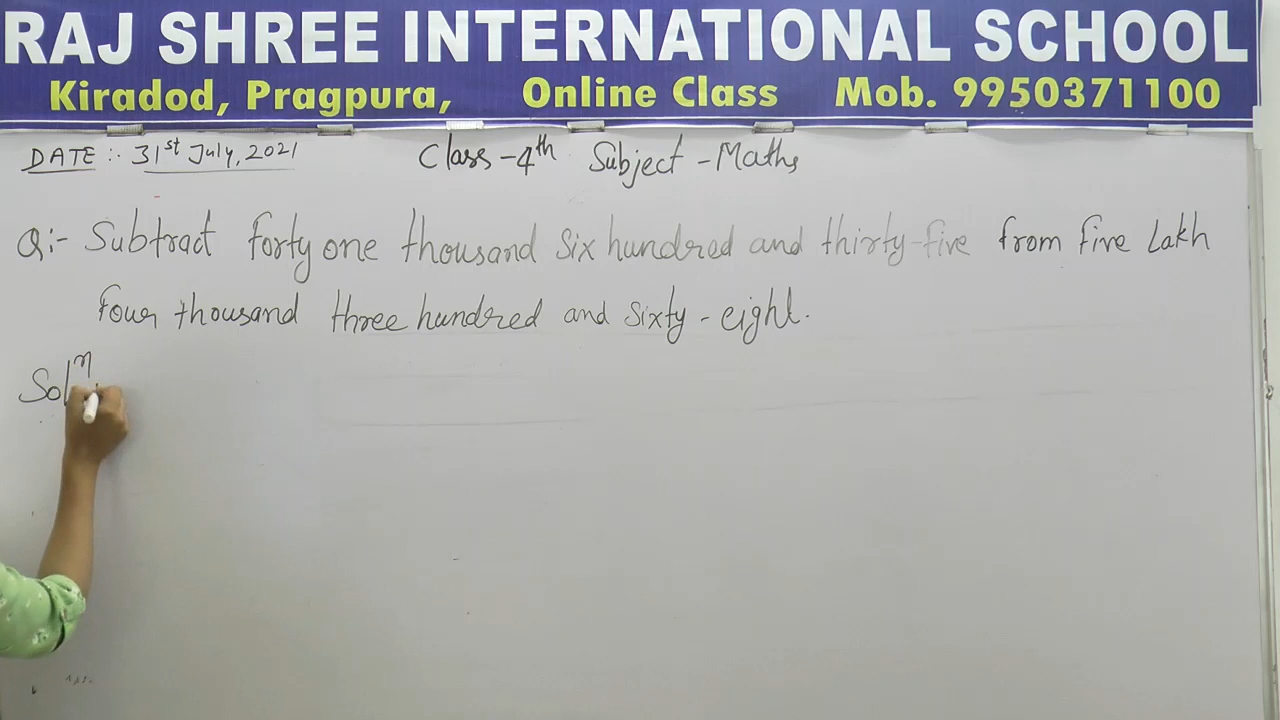 RAJ SHREE INTERNATIONAL SCHOOL
Kiradod, Pragpura, Online Class Mob. 9950371100
DATE :- 31st July, 2021 Class - 4th Subject - Maths
Q:- Subtract forty one thousand six hundred and thirty-five from five lakh
four thousand three hundred and sixty-eight.
Soln